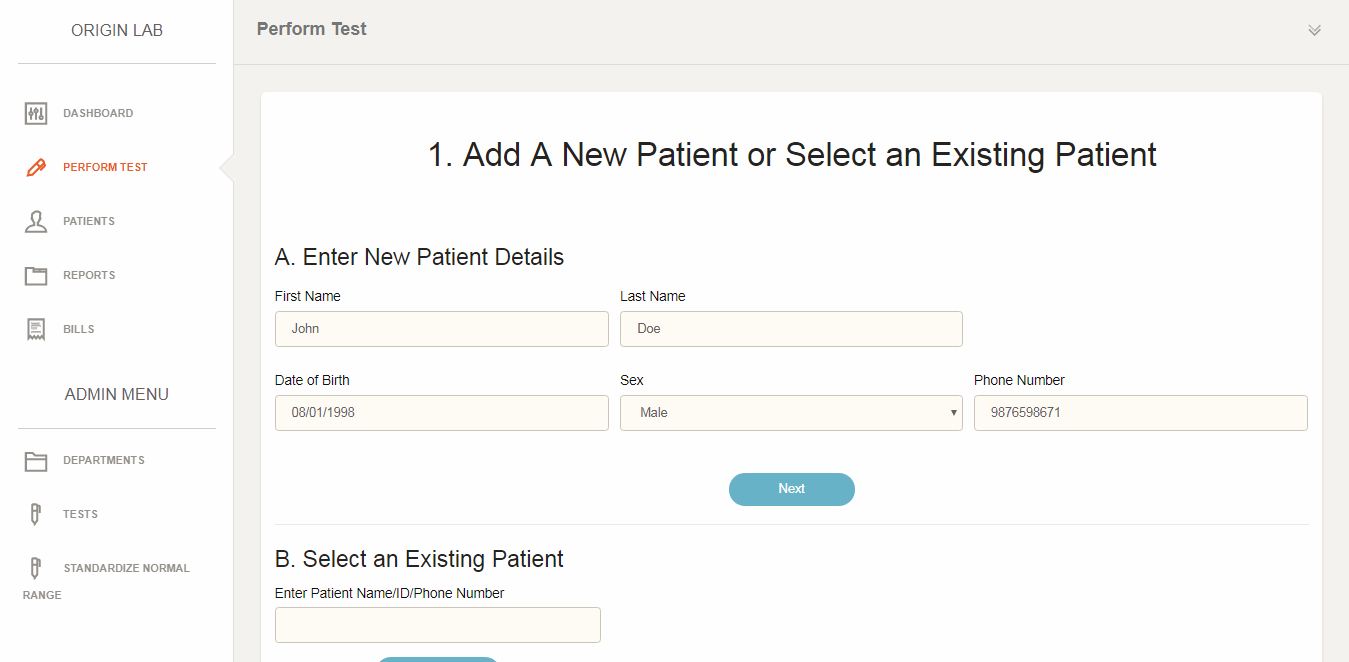 ORIGIN LAB
DASHBOARD
PERFORM TEST
PATIENTS
REPORTS
BILLS
ADMIN MENU
DEPARTMENTS
TESTS
STANDARDIZE NORMAL
RANGE
Perform Test
1. Add A New Patient or Select an Existing Patient
A. Enter New Patient Details
First Name Last Name
John Doe
Date of Birth Sex Phone Number
08/01/1998 Male 9876598671
Next
B. Select an Existing Patient
Enter Patient Name/ID/Phone Number